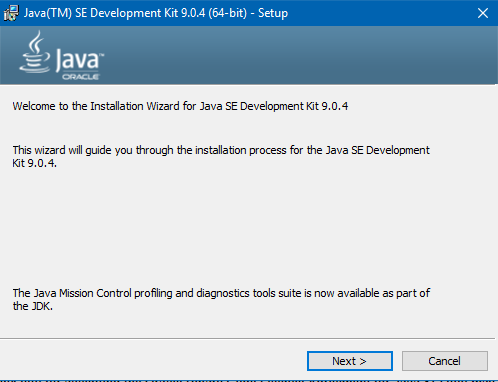 Java(TM) SE Development Kit 9.0.4 (64-bit) - Setup
Java™
ORACLE
Welcome to the Installation Wizard for Java SE Development Kit 9.0.4
This wizard will guide you through the installation process for the Java SE Development
Kit 9.0.4.
The Java Mission Control profiling and diagnostics tools suite is now available as part of
the JDK.
Next >
Cancel